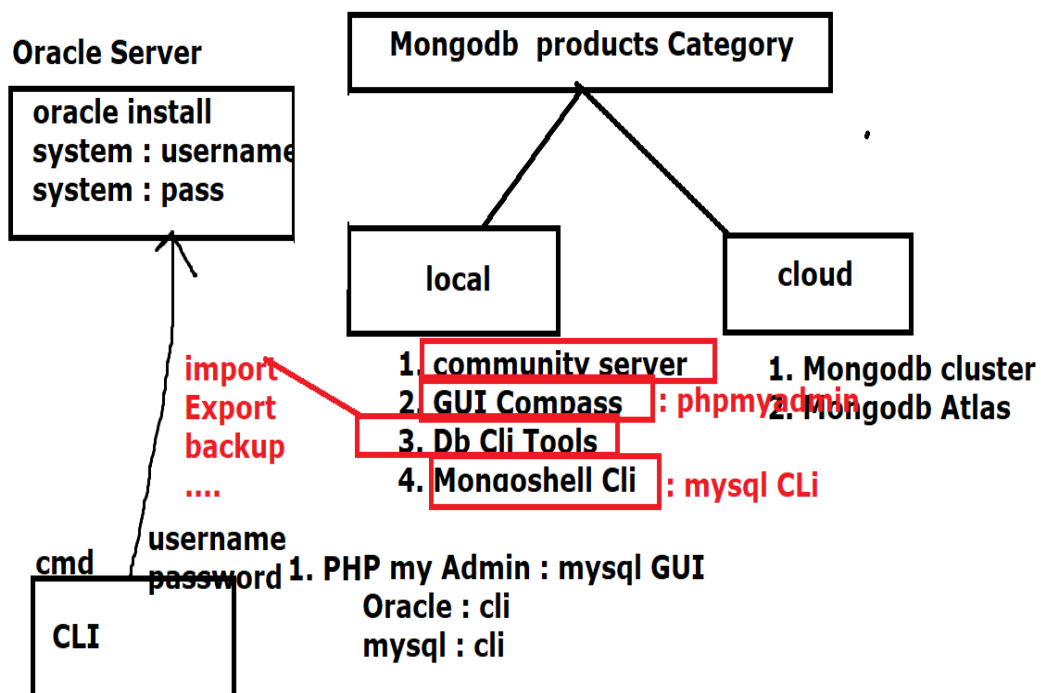 Oracle Server
oracle install
system : username
system : pass
Mongodb products Category
local
cloud
1. community server
2. GUI Compass : phpmyadmin
3. Db Cli Tools
4. Mongoshell Cli : mysql CLi
1. Mongodb cluster
2. Mongodb Atlas
import
Export
backup
....
username
password
cmd
CLI
1. PHP my Admin : mysql GUI
Oracle : cli
mysql : cli